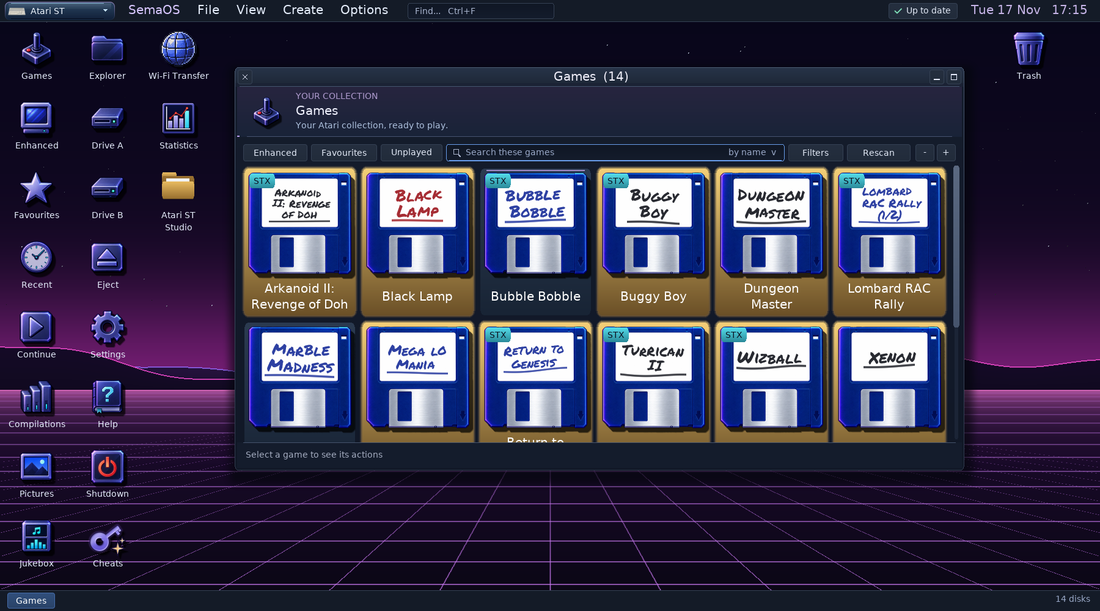 Atari ST
SemaOS File View Create Options
Find... Ctrl+F
Up to date
Tue 17 Nov 17:15
Games
Explorer
Wi-Fi Transfer
Trash
Enhanced
Drive A
Statistics
Favourites
Drive B
Atari ST
Studio
Recent
Eject
Continue
Settings
Compilations
Help
Pictures
Shutdown
Jukebox
Cheats
Games (14)
YOUR COLLECTION
Games
Your Atari collection, ready to play.
Enhanced
Favourites
Unplayed
Search these games
by name v
Filters
Rescan
-
+
STX
Arkanoid
II: Revenge
of Doh
Arkanoid II:
Revenge of Doh
Black
Lamp
Black Lamp
STX
Bubble
Bobble
Bubble Bobble
STX
Buggy
Boy
Buggy Boy
Dungeon
Master
Dungeon
Master
STX
Lombard
RAC Rally
(1/2)
Lombard RAC
Rally
Marble
Madness
Mega lo
Mania
STX
Return to
Genesis
Return to
STX
Turrican
II
STX
Wizball
Xenon
Select a game to see its actions
Games
14 disks